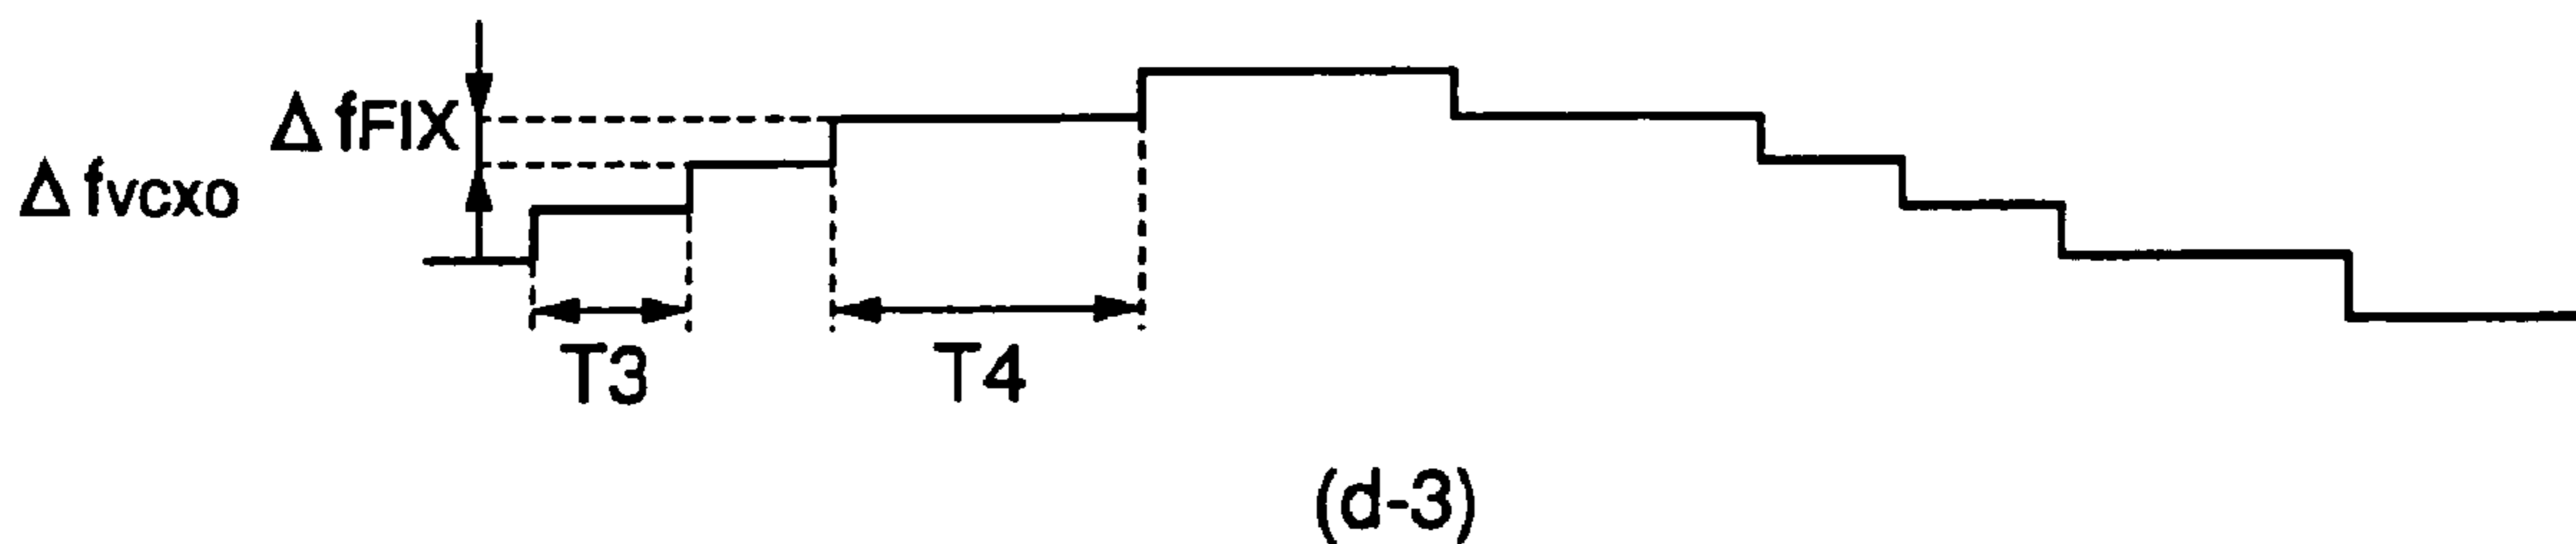 Δ fFIX
Δ fvcxo
T3
T4
(d-3)